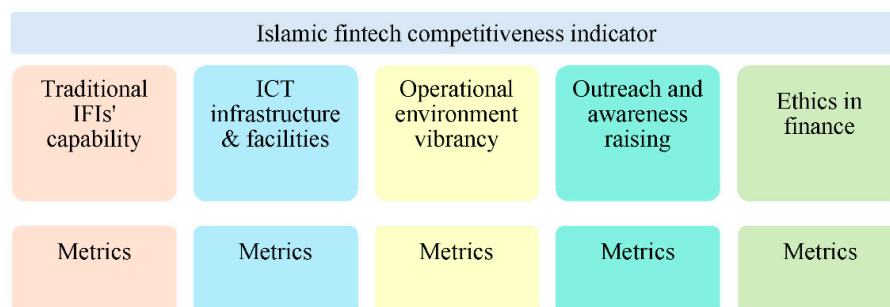 Islamic fintech competitiveness indicator
Traditional
IFIs'
capability
ICT
infrastructure
& facilities
Operational
environment
vibrancy
Outreach and
awareness
raising
Ethics in
finance
Metrics
Metrics
Metrics
Metrics
Metrics